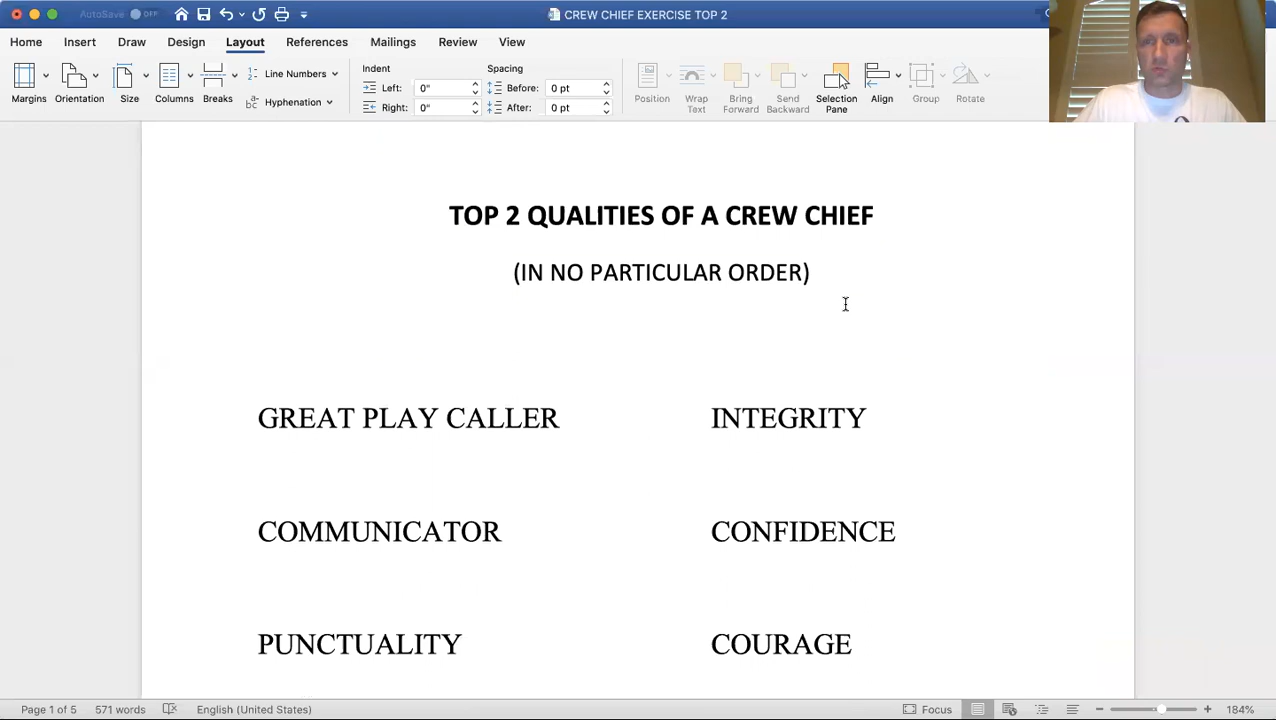 AutoSave OFF CREW CHIEF EXERCISE TOP 2
Home Insert Draw Design Layout References Mailings Review View
Margins Orientation Size Columns Breaks Line Numbers Hyphenation
Indent Spacing
Left: 0" Before: 0 pt
Right: 0" After: 0 pt
Position Wrap Text Bring Forward Send Backward Selection Pane Align Group Rotate
TOP 2 QUALITIES OF A CREW CHIEF
(IN NO PARTICULAR ORDER)
GREAT PLAY CALLER INTEGRITY
COMMUNICATOR CONFIDENCE
PUNCTUALITY COURAGE
Page 1 of 5 571 words English (United States) Focus 184%